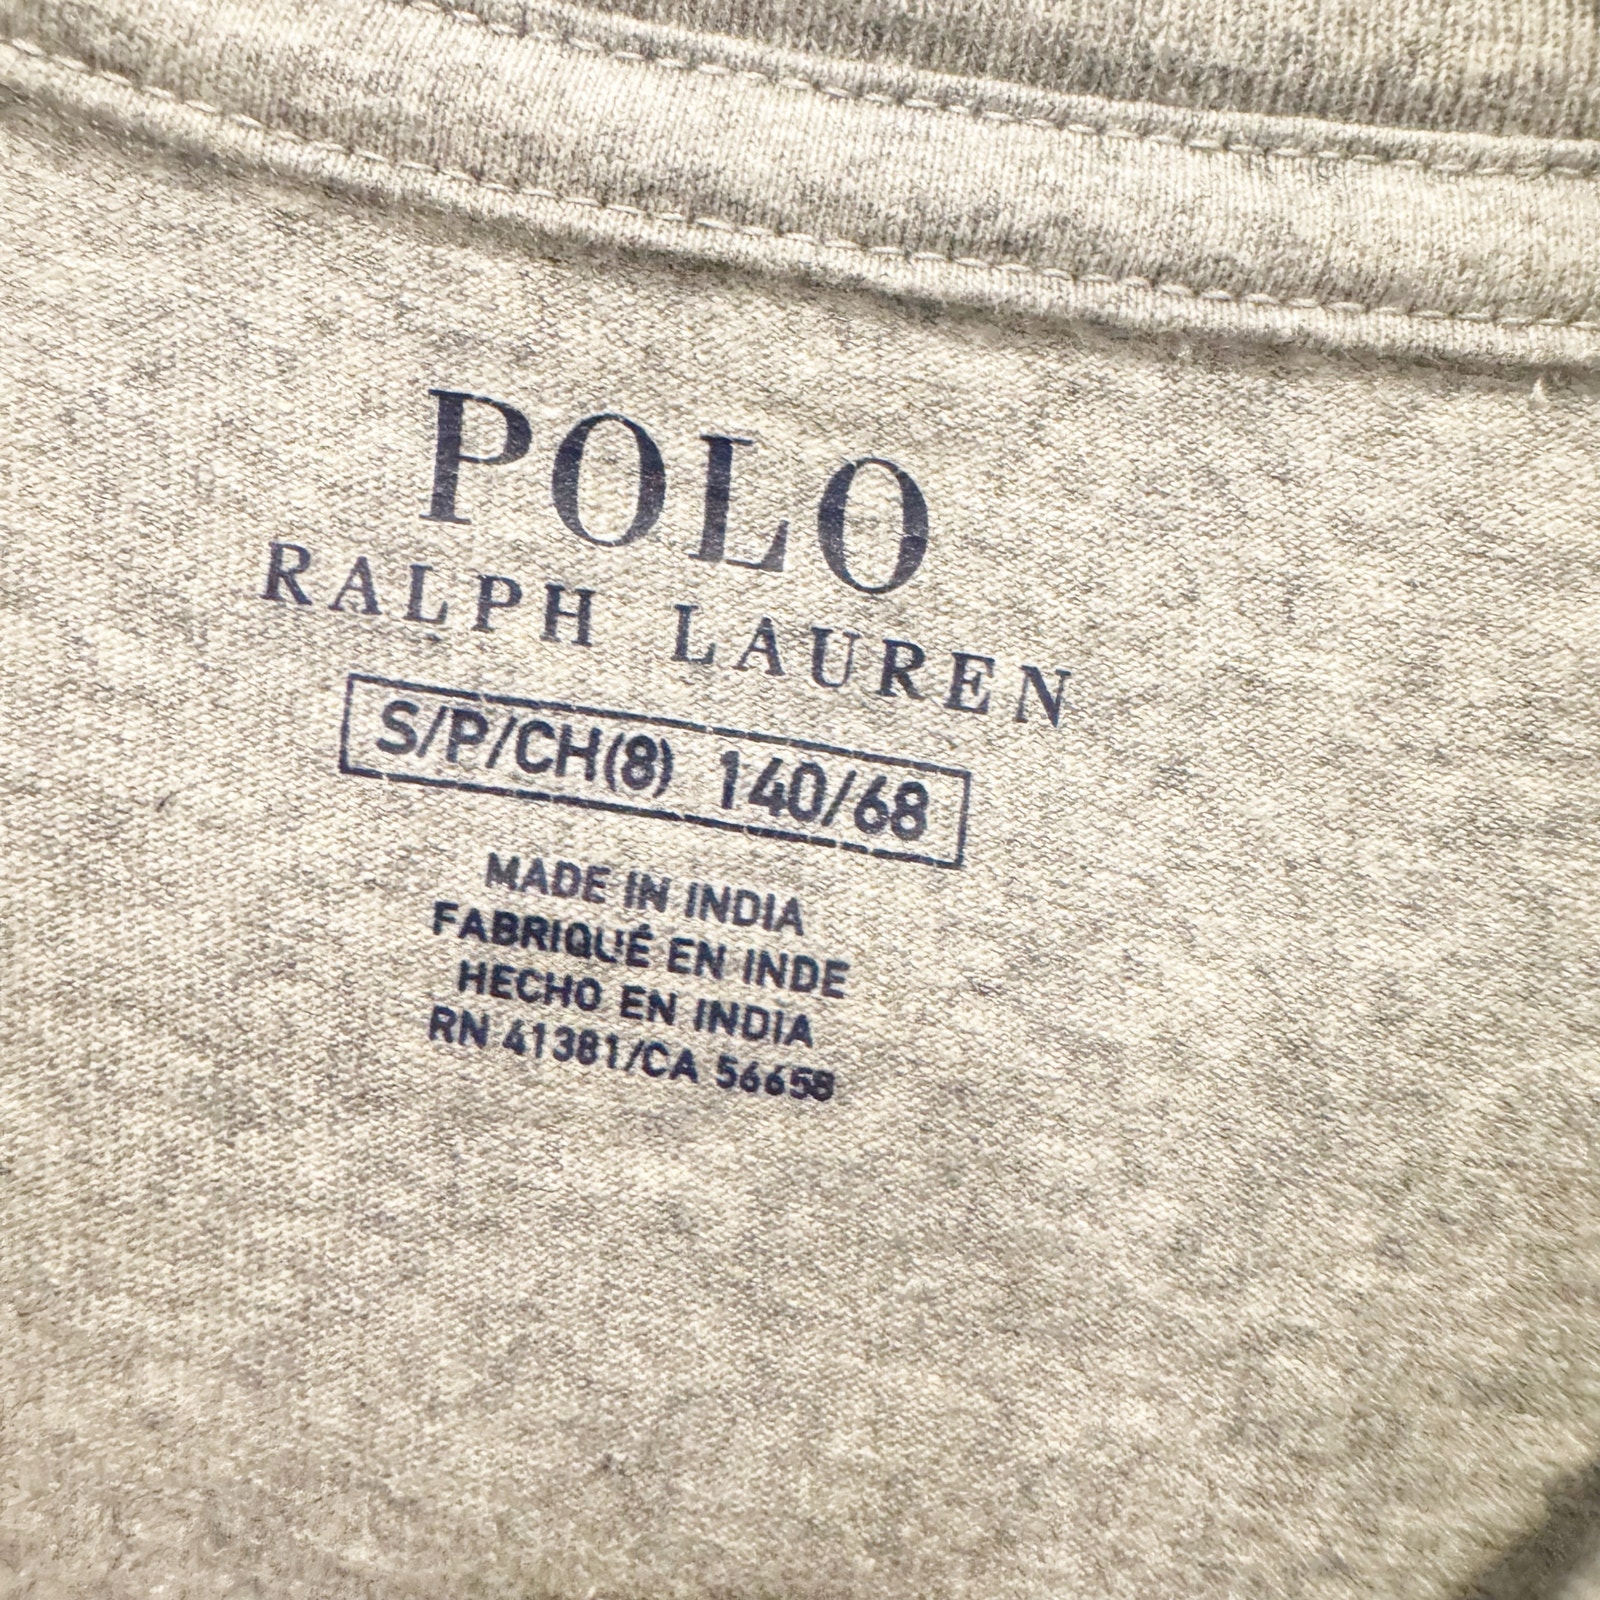 POLO
RALPH LAUREN
S/P/CH(8) 140/68
MADE IN INDIA
FABRIQUÉ EN INDE
HECHO EN INDIA
RN 41381/CA 56658